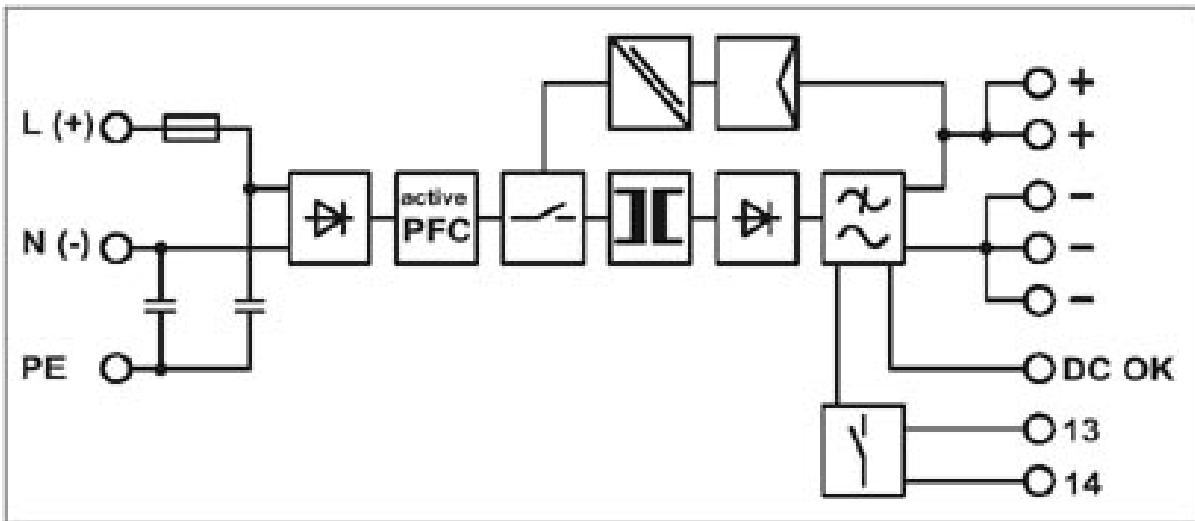 L (+)
N (-)
PE
active
PFC
+
+
-
-
-
DC OK
13
14